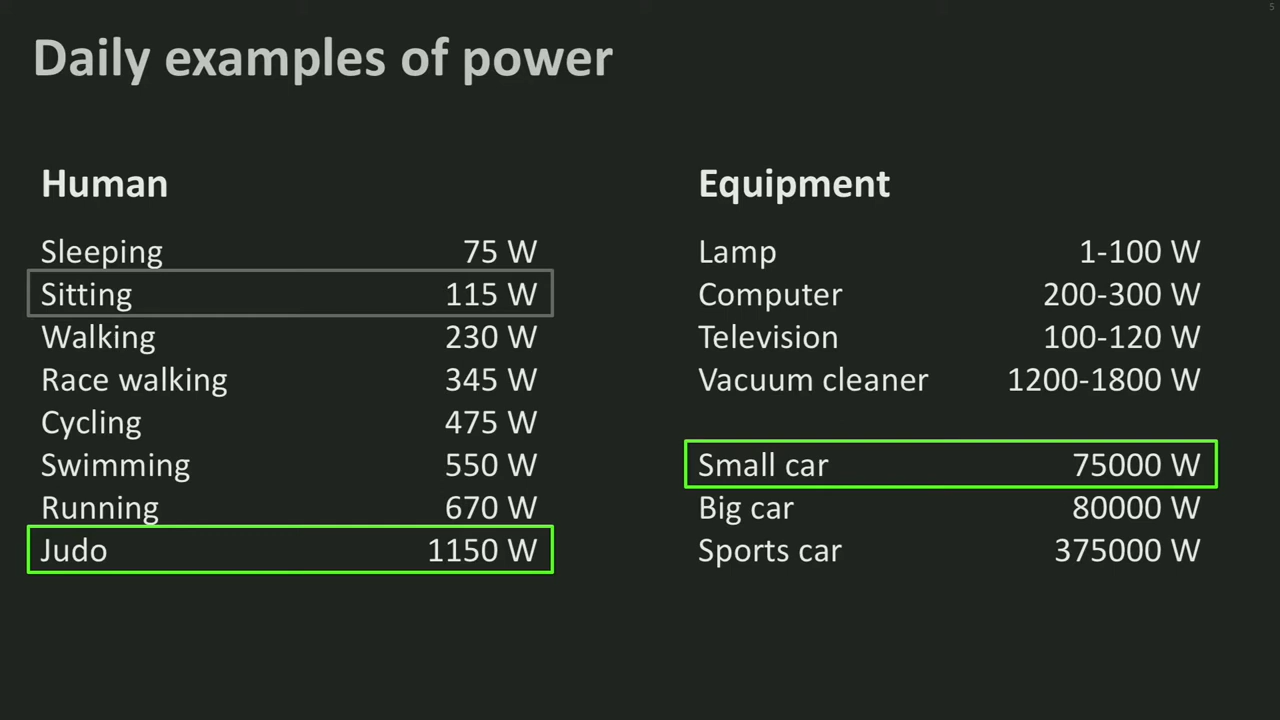 5
Daily examples of power
Human
Sleeping 75 W
Sitting 115 W
Walking 230 W
Race walking 345 W
Cycling 475 W
Swimming 550 W
Running 670 W
Judo 1150 W
Equipment
Lamp 1-100 W
Computer 200-300 W
Television 100-120 W
Vacuum cleaner 1200-1800 W
Small car 75000 W
Big car 80000 W
Sports car 375000 W